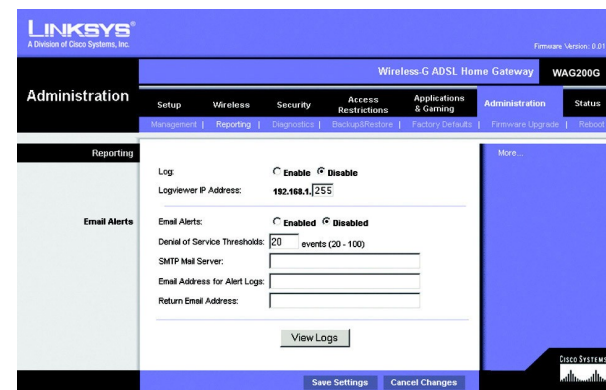 LINKSYS®
A Division of Cisco Systems, Inc.
Firmware Version: 0.01
Wireless-G ADSL Home Gateway WAG200G
Administration
Setup Wireless Security Access Restrictions Applications & Gaming Administration Status
Management | Reporting | Diagnostics | Backup&Restore | Factory Defaults | Firmware Upgrade | Reboot
Reporting
More...
Log: Enable Disable
Logviewer IP Address: 192.168.1. 255
Email Alerts
Email Alerts: Enabled Disabled
Denial of Service Thresholds: 20 events (20 - 100)
SMTP Mail Server:
Email Address for Alert Logs:
Return Email Address:
View Logs
Save Settings Cancel Changes
CISCO SYSTEMS